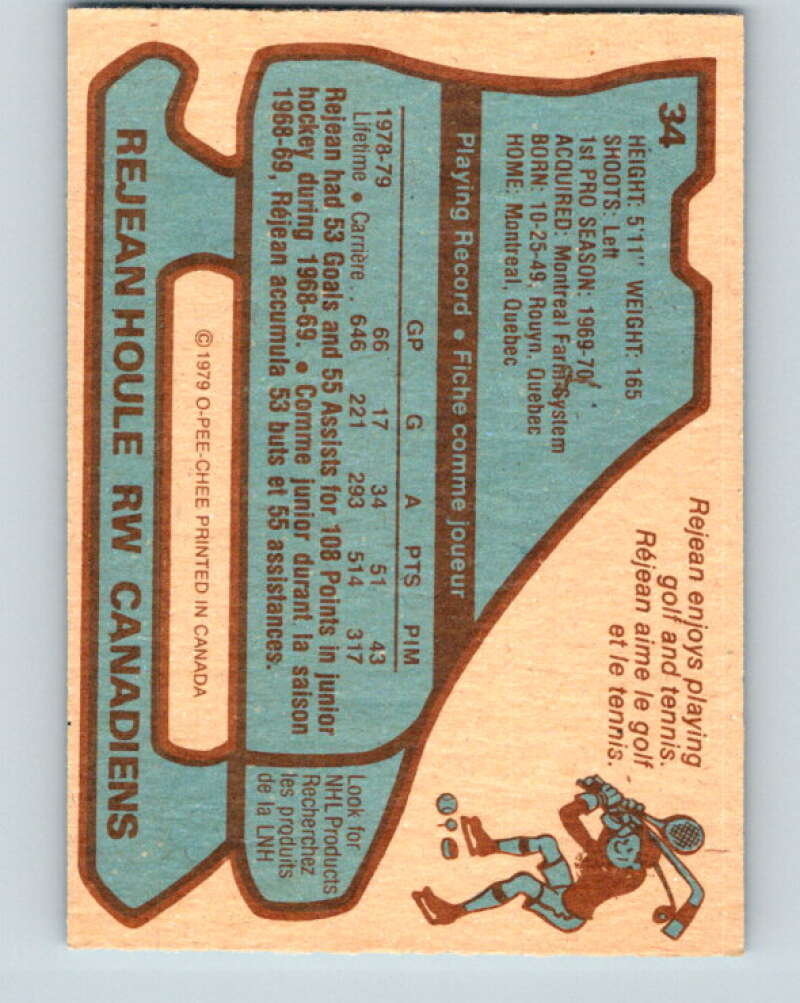 34
HEIGHT: 5'11" WEIGHT: 165
SHOOTS: Left
1st PRO SEASON: 1969-70
ACQUIRED: Montreal Farm System
BORN: 10-25-49, Rouyn, Quebec
HOME: Montreal, Quebec
Rejean enjoys playing
golf and tennis.
Réjean aime le golf
et le tennis.
Playing Record • Fiche comme joueur
GP G A PTS PIM
1978-79 66 17 34 51 43
Lifetime • Carrière .. 646 221 293 514 317
Rejean had 53 Goals and 55 Assists for 108 Points in junior
hockey during 1968-69. • Comme junior durant la saison
1968-69, Réjean accumula 53 buts et 55 assistances.
Look for
NHL Products
Recherchez
les produits
de la LNH
© 1979 O-PEE-CHEE PRINTED IN CANADA
REJEAN HOULE RW CANADIENS